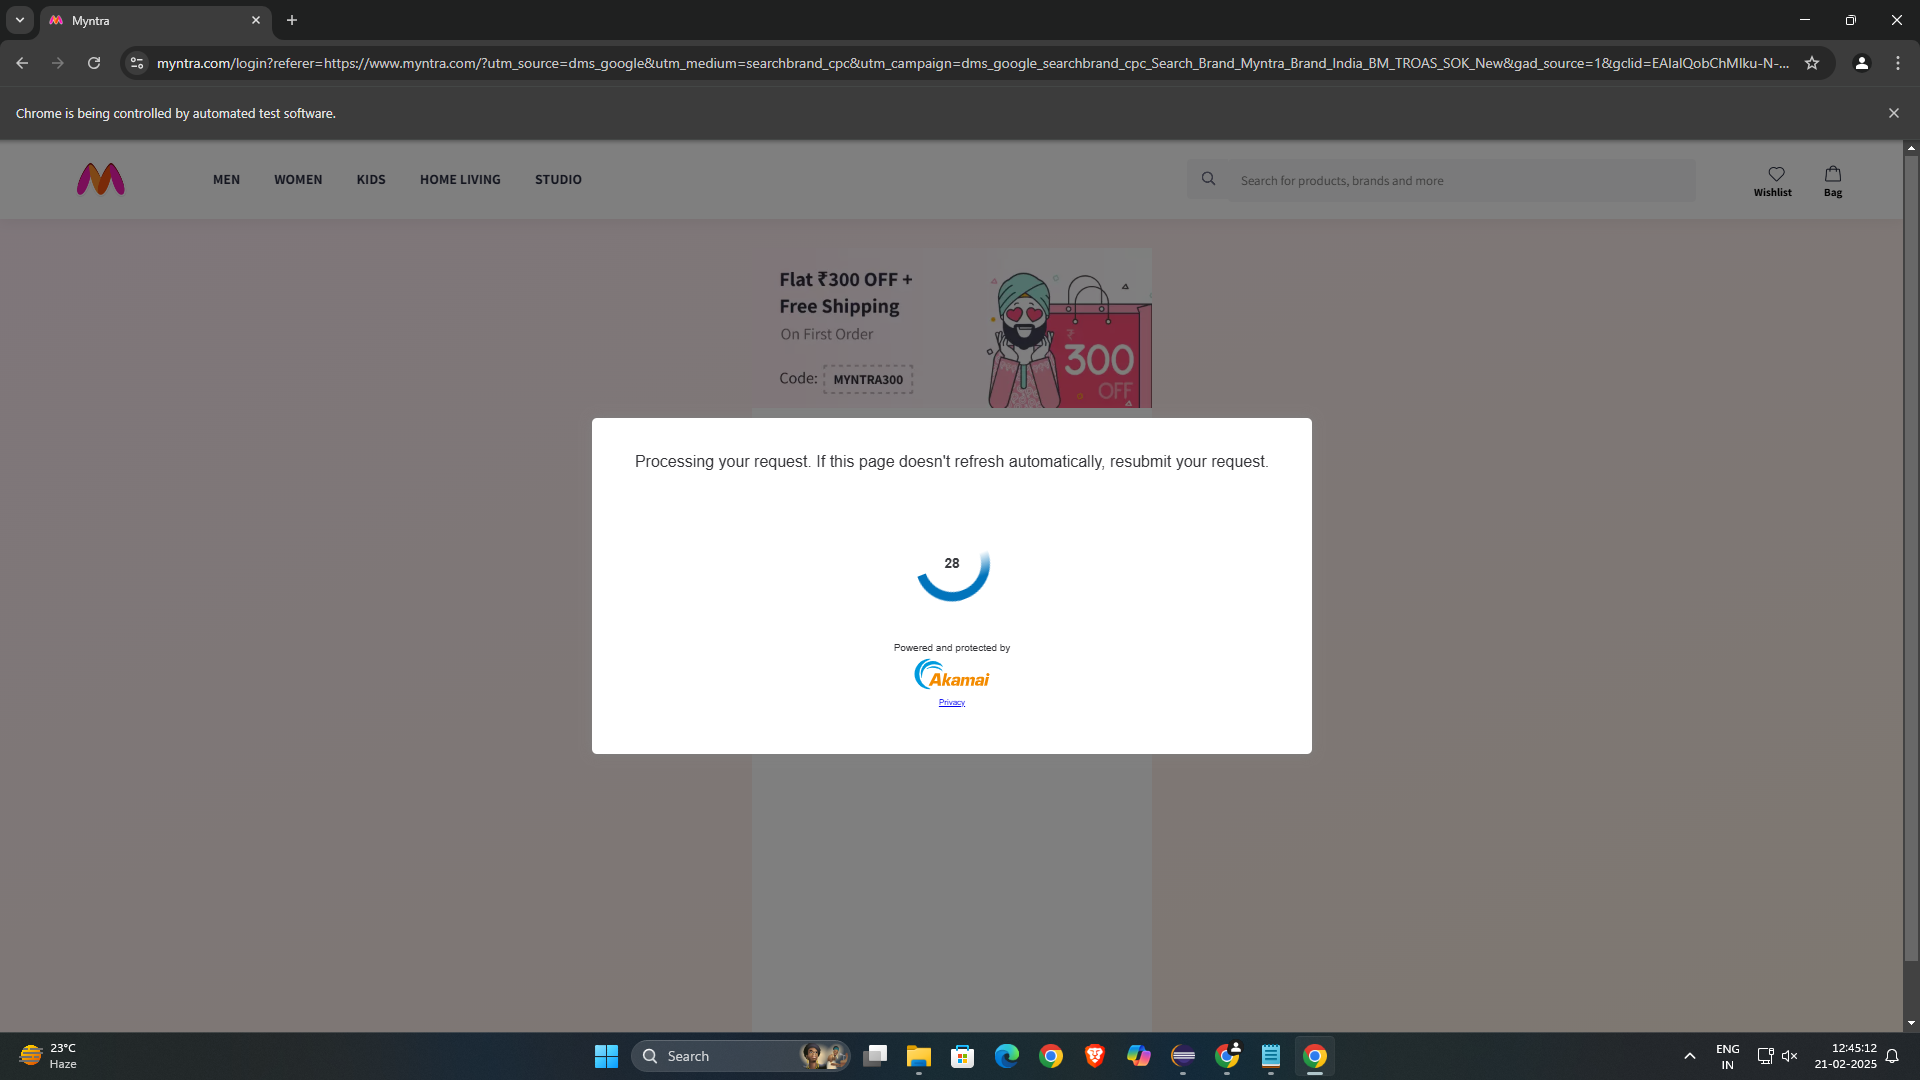 Myntra
myntra.com/login?referer=https://www.myntra.com/?utm_source=dms_google&utm_medium=searchbrand_cpc&utm_campaign=dms_google_searchbrand_cpc_Search_Brand_Myntra_Brand_India_BM_TROAS_SOK_New&gad_source=1&gclid=EAIaIQobChMIku-N-...
Chrome is being controlled by automated test software.
MEN WOMEN KIDS HOME LIVING STUDIO
Search for products, brands and more
Wishlist
Bag
Flat ₹300 OFF +
Free Shipping
On First Order
Code: MYNTRA300
₹
300
OFF
Processing your request. If this page doesn't refresh automatically, resubmit your request.
28
Powered and protected by
Akamai
Privacy
23°C
Haze
Search
ENG
IN
12:45:12
21-02-2025